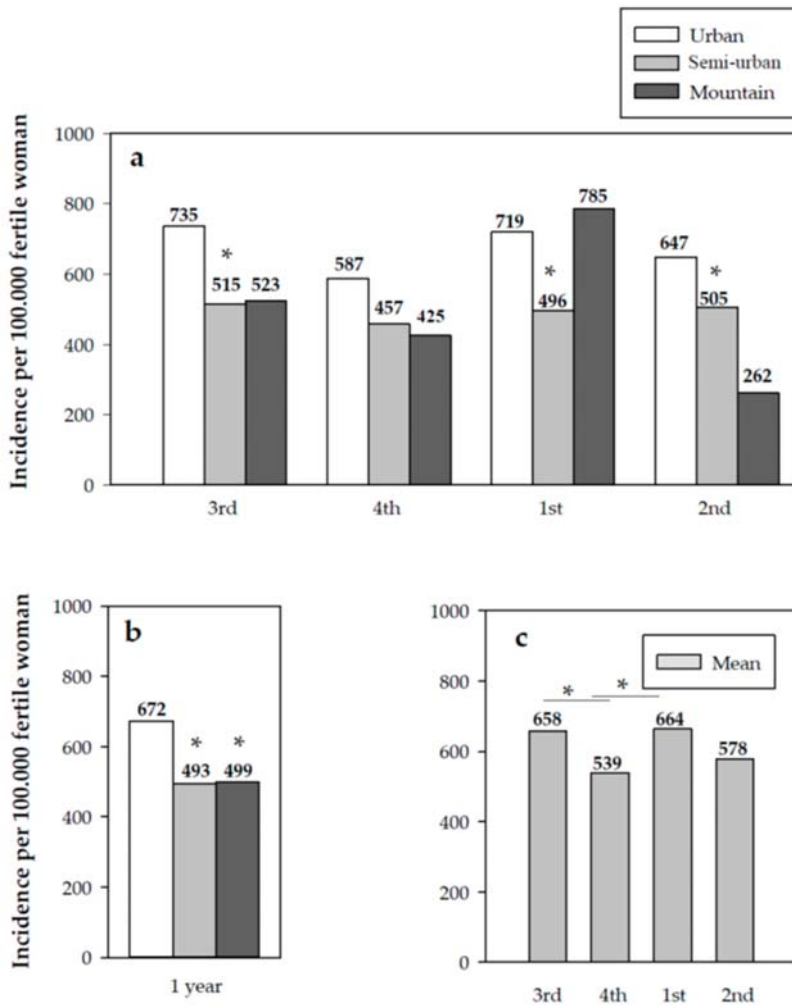 Urban
Semi-urban
Mountain
Incidence per 100.000 fertile woman
a
1000
800
600
400
200
0
735
*
515
523
587
457
425
719
*
496
785
647
*
505
262
3rd
4th
1st
2nd
Incidence per 100.000 fertile woman
b
1000
800
600
400
200
0
672
*
493
*
499
1 year
c
Mean
1000
800
600
400
200
0
*
*
658
539
664
578
3rd
4th
1st
2nd